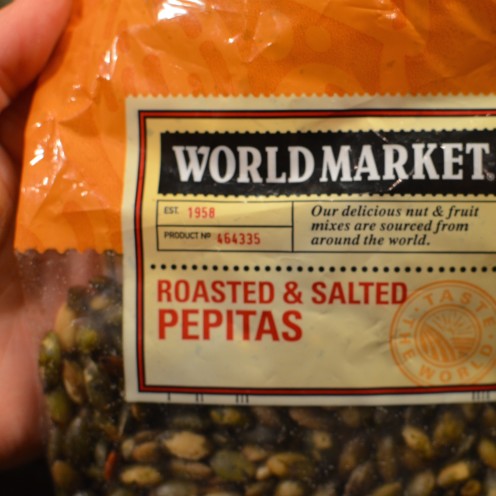 WORLD MARKET.
EST. 1958
PRODUCT Nº 464335
Our delicious nut & fruit
mixes are sourced from
around the world.
ROASTED & SALTED
PEPITAS
TASTE
THE WORLD